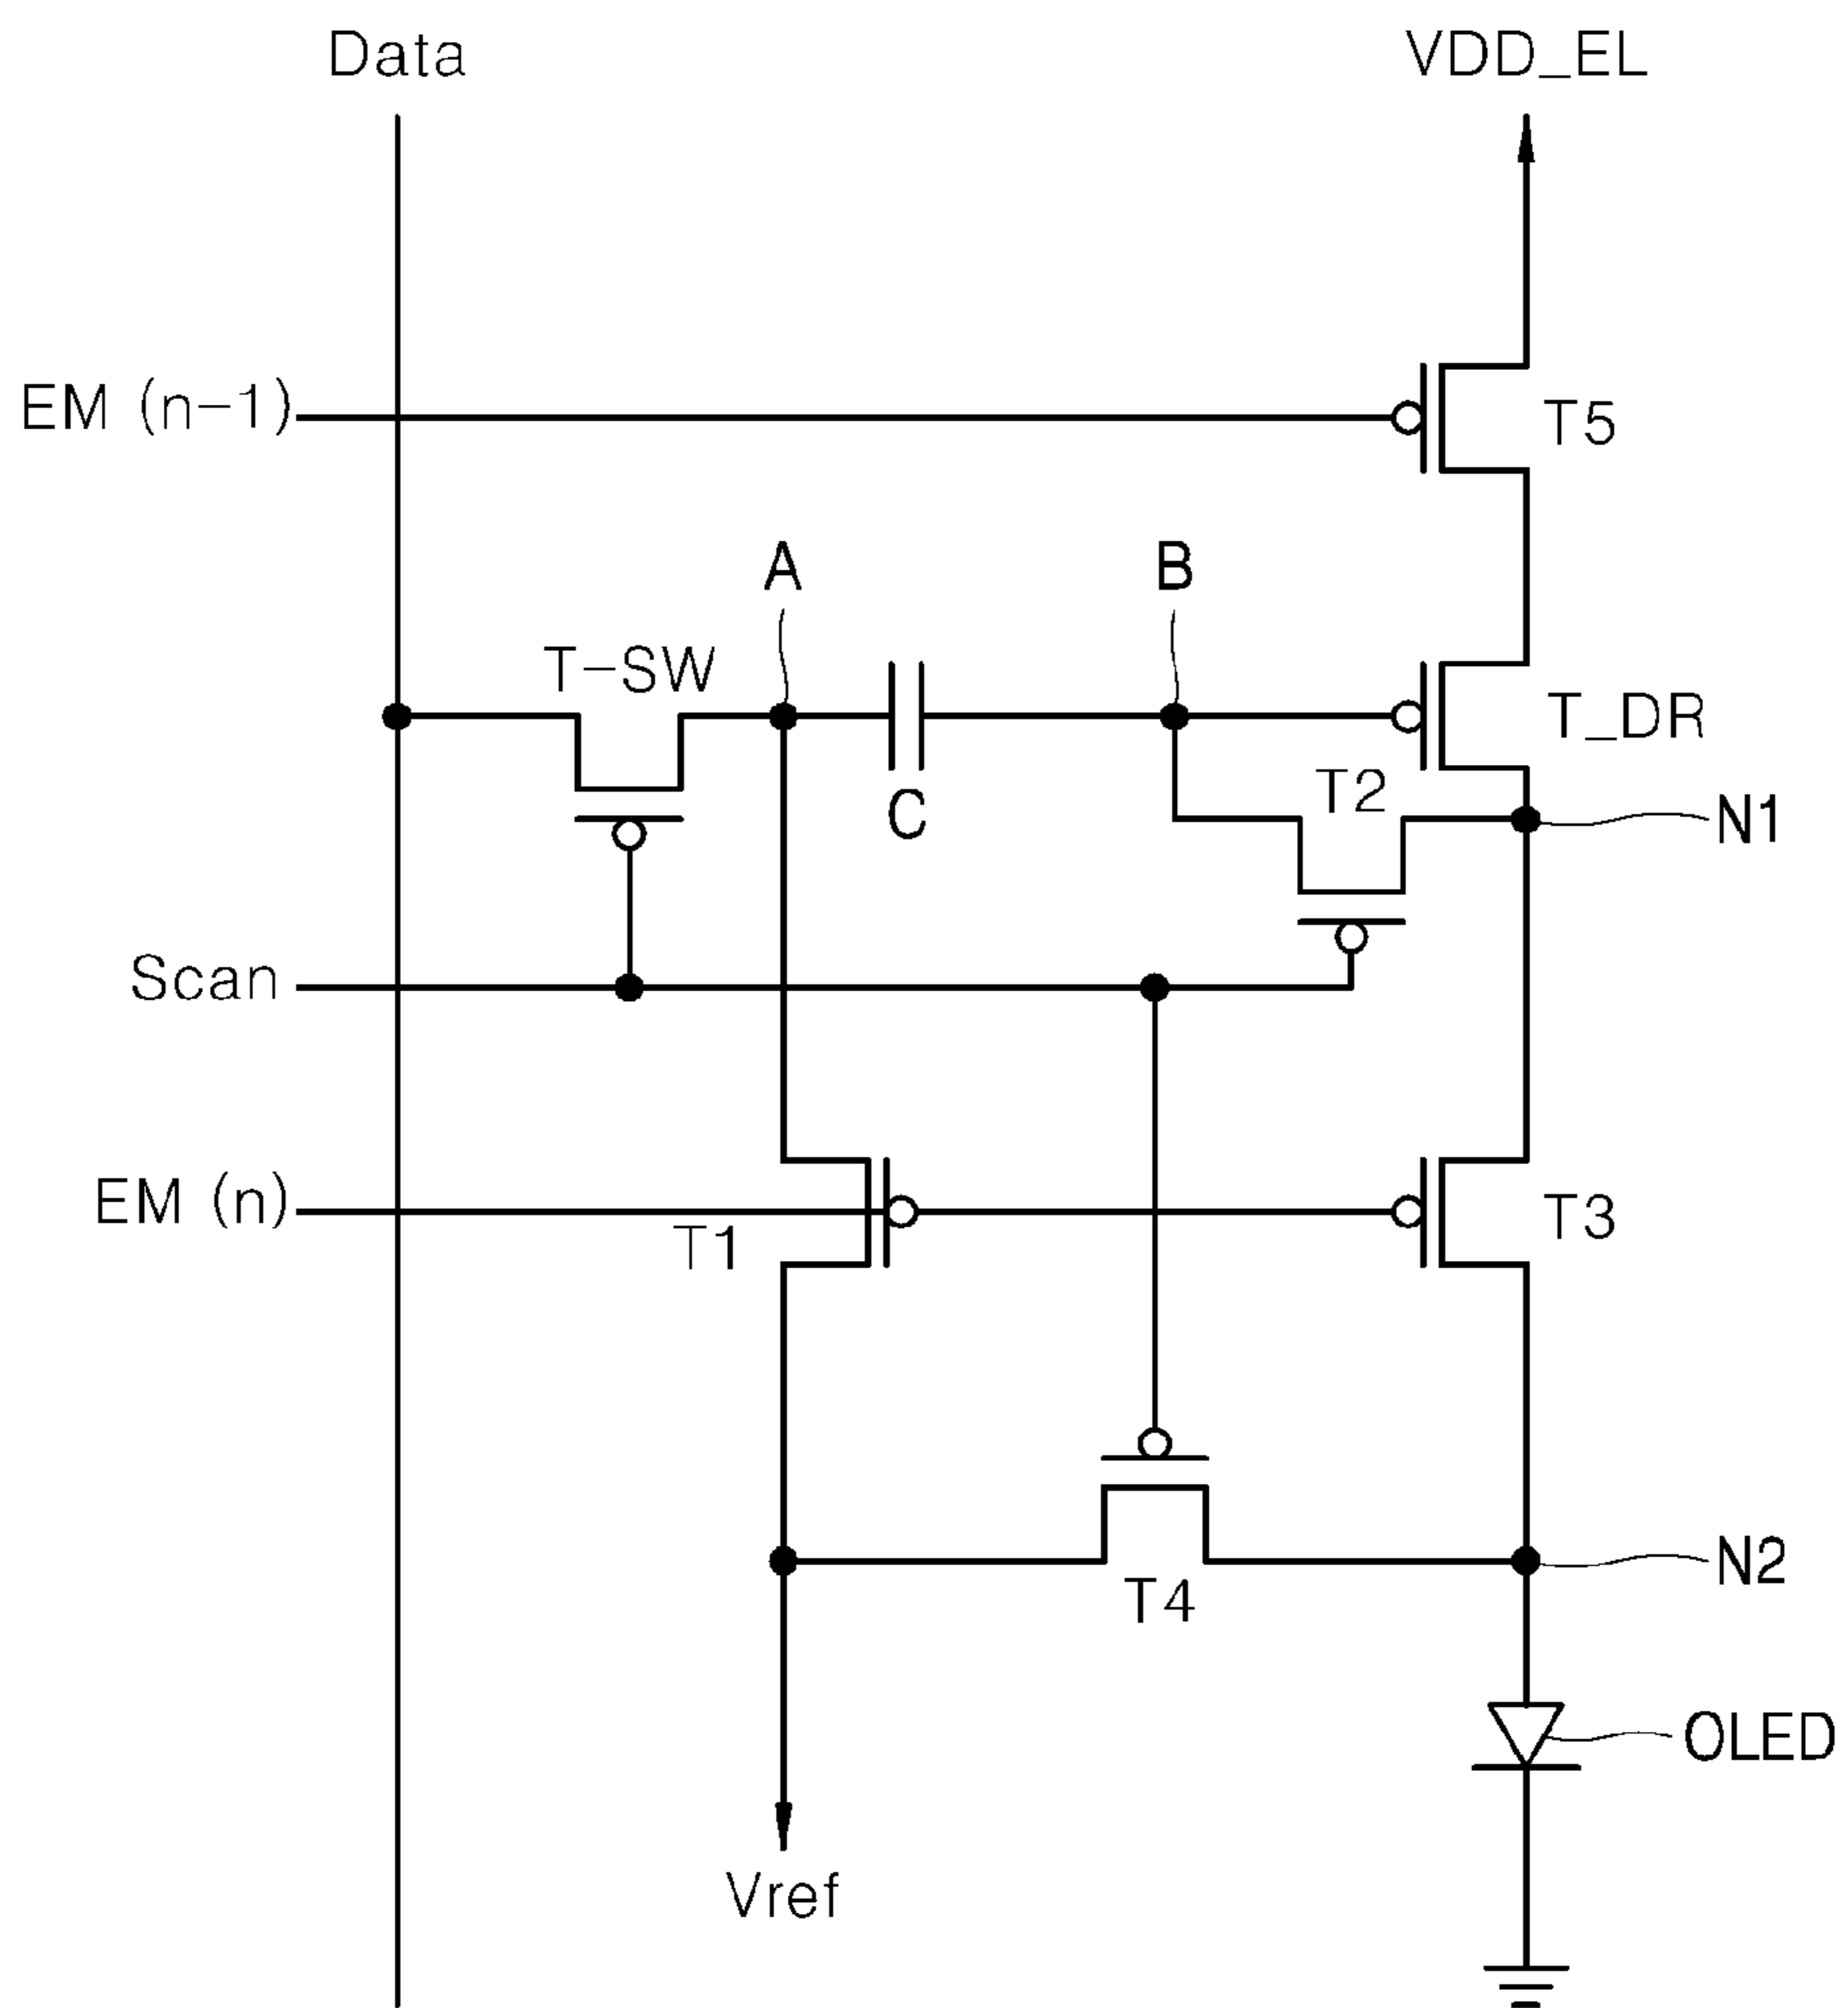 Data
VDD_EL
EM (n-1)
T5
A
B
T-SW
T_DR
C
T2
N1
Scan
EM (n)
T1
T3
T4
N2
OLED
Vref